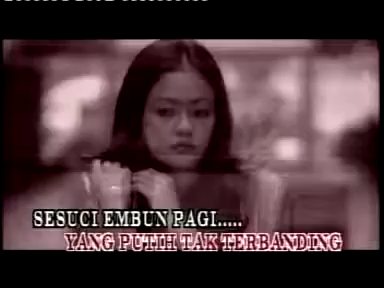 SESUCI EMBUN PAGI.....
YANG PUTIH TAK TERBANDING